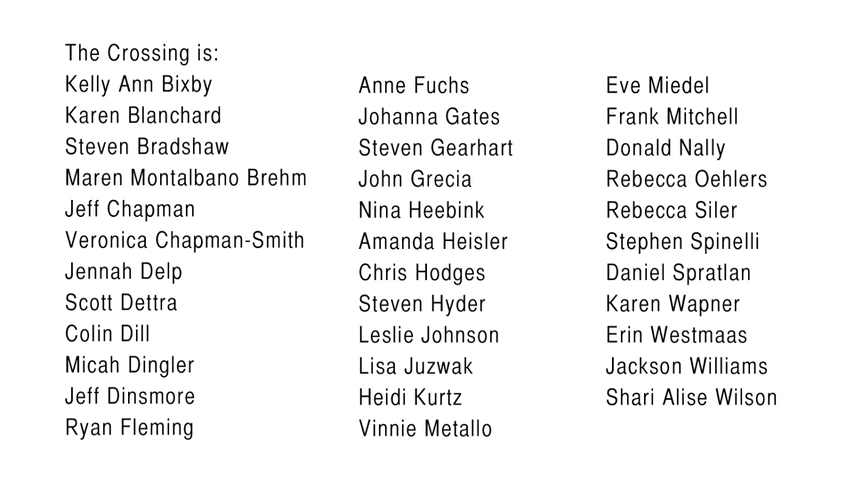 The Crossing is:
Kelly Ann Bixby
Karen Blanchard
Steven Bradshaw
Maren Montalbano Brehm
Jeff Chapman
Veronica Chapman-Smith
Jennah Delp
Scott Dettra
Colin Dill
Micah Dingler
Jeff Dinsmore
Ryan Fleming
Anne Fuchs
Johanna Gates
Steven Gearhart
John Grecia
Nina Heebink
Amanda Heisler
Chris Hodges
Steven Hyder
Leslie Johnson
Lisa Juzwak
Heidi Kurtz
Vinnie Metallo
Eve Miedel
Frank Mitchell
Donald Nally
Rebecca Oehlers
Rebecca Siler
Stephen Spinelli
Daniel Spratlan
Karen Wapner
Erin Westmaas
Jackson Williams
Shari Alise Wilson